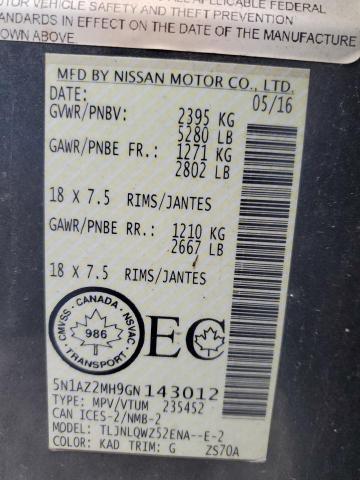 ALL APPLICABLE FEDERAL
MOTOR VEHICLE SAFETY AND THEFT PREVENTION
STANDARDS IN EFFECT ON THE DATE OF THE MANUFACTURE
SHOWN ABOVE.
MFD BY NISSAN MOTOR CO., LTD.
DATE: 05/16
GVWR/PNBV: 2395 KG
5280 LB
GAWR/PNBE FR.: 1271 KG
2802 LB
18 X 7.5 RIMS/JANTES
GAWR/PNBE RR.: 1210 KG
2667 LB
18 X 7.5 RIMS/JANTES
CANADA
CMVSS NSVAC
986
TRANSPORT
EC
5N1AZ2MH9GN 143012
TYPE: MPV/VTUM 235452
CAN ICES-2/NMB-2
MODEL: TLJNLQWZ52ENA--E-2
COLOR: KAD TRIM: G ZS70A